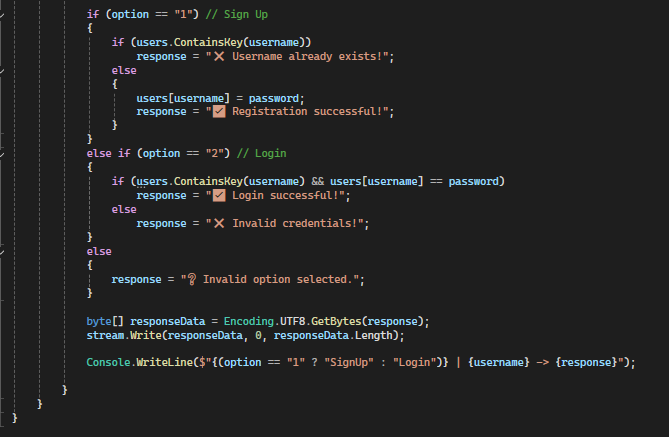 if (option == "1") // Sign Up
{
if (users.ContainsKey(username))
response = "❌ Username already exists!";
else
{
users[username] = password;
response = "✅ Registration successful!";
}
}
else if (option == "2") // Login
{
if (users.ContainsKey(username) && users[username] == password)
response = "✅ Login successful!";
else
response = "❌ Invalid credentials!";
}
else
{
response = "❔ Invalid option selected.";
}
byte[] responseData = Encoding.UTF8.GetBytes(response);
stream.Write(responseData, 0, responseData.Length);
Console.WriteLine($"{(option == "1" ? "SignUp" : "Login")} | {username} -> {response}");
}
}
}